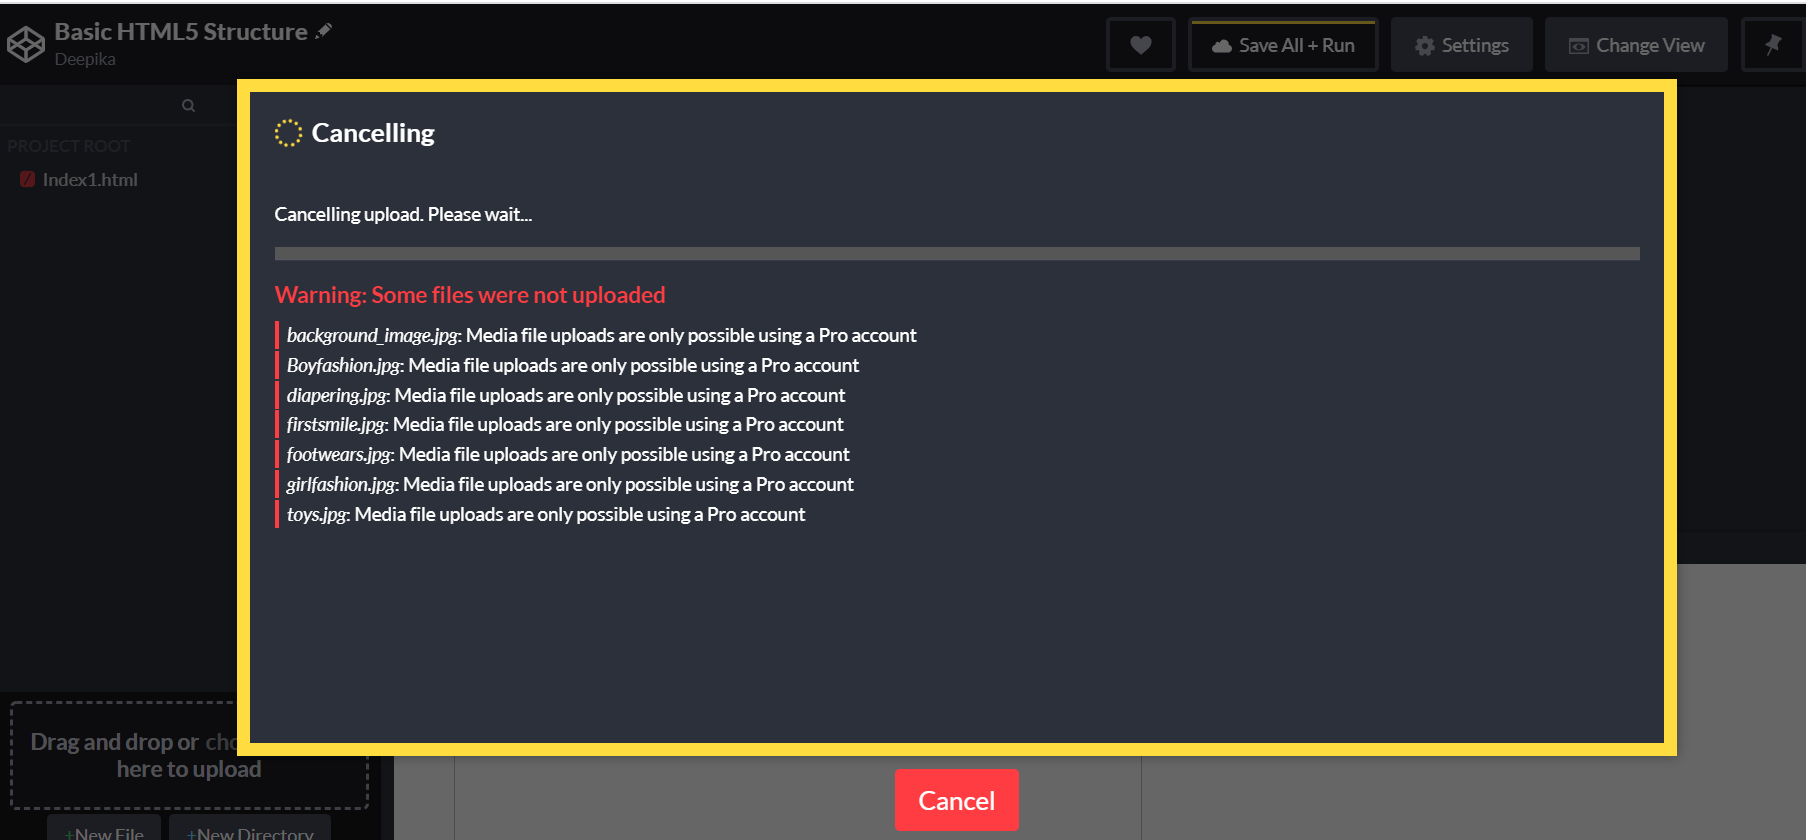 Basic HTML5 Structure
Deepika
Save All + Run
Settings
Change View
PROJECT ROOT
Index1.html
Cancelling
Cancelling upload. Please wait...
Warning: Some files were not uploaded
background_image.jpg: Media file uploads are only possible using a Pro account
Boyfashion.jpg: Media file uploads are only possible using a Pro account
diapering.jpg: Media file uploads are only possible using a Pro account
firstsmile.jpg: Media file uploads are only possible using a Pro account
footwears.jpg: Media file uploads are only possible using a Pro account
girlfashion.jpg: Media file uploads are only possible using a Pro account
toys.jpg: Media file uploads are only possible using a Pro account
Drag and drop or
here to upload
+New File
+New Directory
Cancel